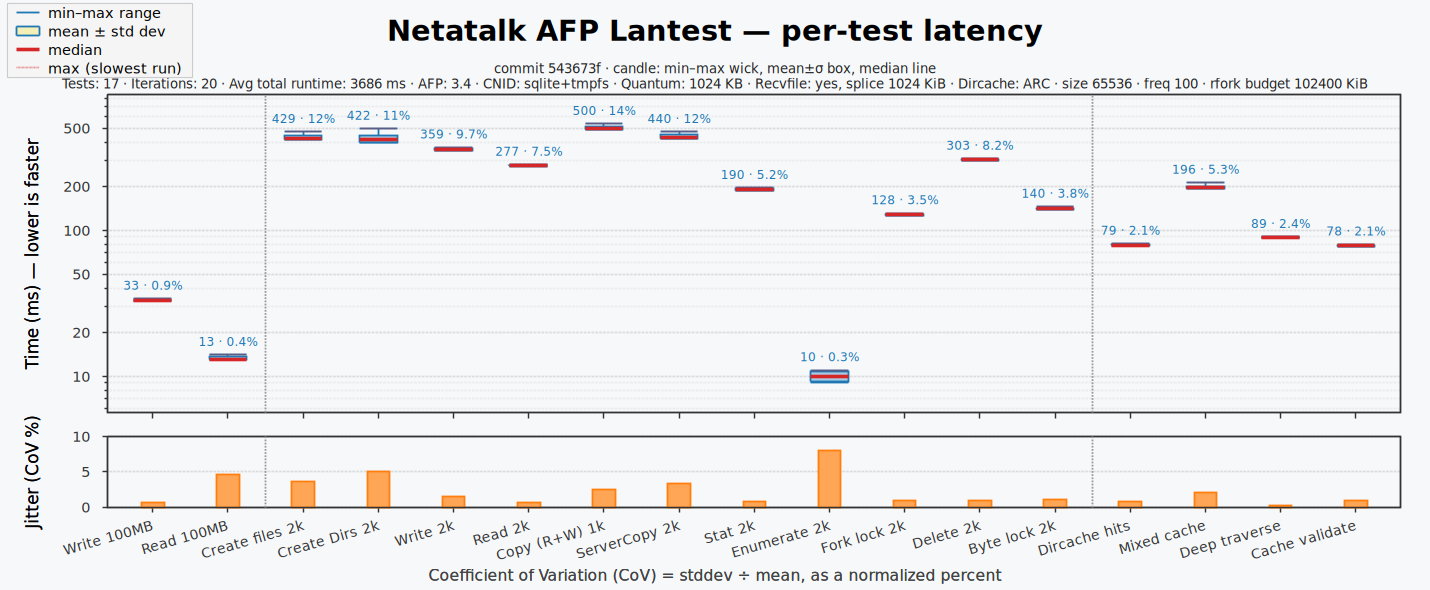 min–max range
mean ± std dev
median
max (slowest run)
Netatalk AFP Lantest — per-test latency
commit 543673f · candle: min–max wick, mean±σ box, median line
Tests: 17 · Iterations: 20 · Avg total runtime: 3686 ms · AFP: 3.4 · CNID: sqlite+tmpfs · Quantum: 1024 KB · Recvfile: yes, splice 1024 KiB · Dircache: ARC · size 65536 · freq 100 · rfork budget 102400 KiB
Time (ms) — lower is faster
500
200
100
50
20
10
33 · 0.9%
13 · 0.4%
429 · 12%
422 · 11%
359 · 9.7%
277 · 7.5%
500 · 14%
440 · 12%
190 · 5.2%
10 · 0.3%
128 · 3.5%
303 · 8.2%
140 · 3.8%
79 · 2.1%
196 · 5.3%
89 · 2.4%
78 · 2.1%
Jitter (CoV %)
10
5
0
Write 100MB
Read 100MB
Create files 2k
Create Dirs 2k
Write 2k
Read 2k
Copy (R+W) 1k
ServerCopy 2k
Stat 2k
Enumerate 2k
Fork lock 2k
Delete 2k
Byte lock 2k
Dircache hits
Mixed cache
Deep traverse
Cache validate
Coefficient of Variation (CoV) = stddev ÷ mean, as a normalized percent